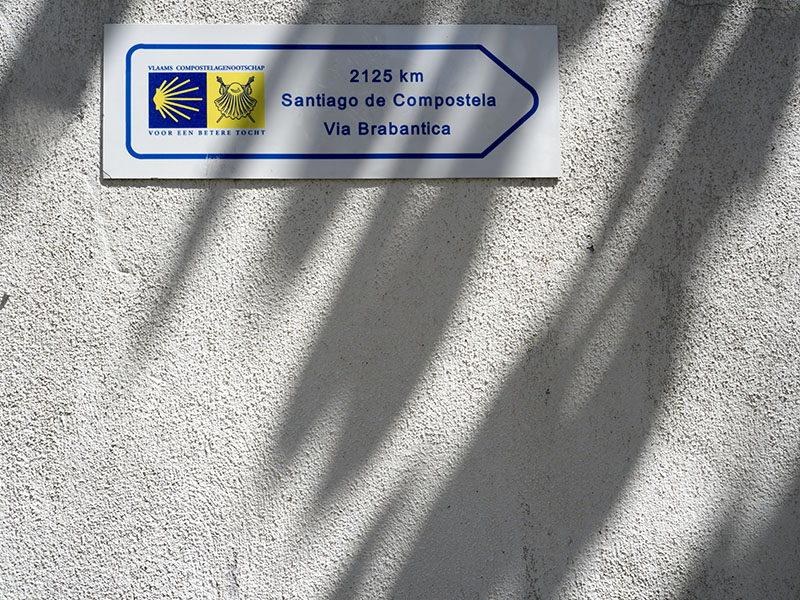 VLAAMS COMPOSTELAGENOOTSCHAP
VOOR EEN BETERE TOCHT
2125 km
Santiago de Compostela
Via Brabantica